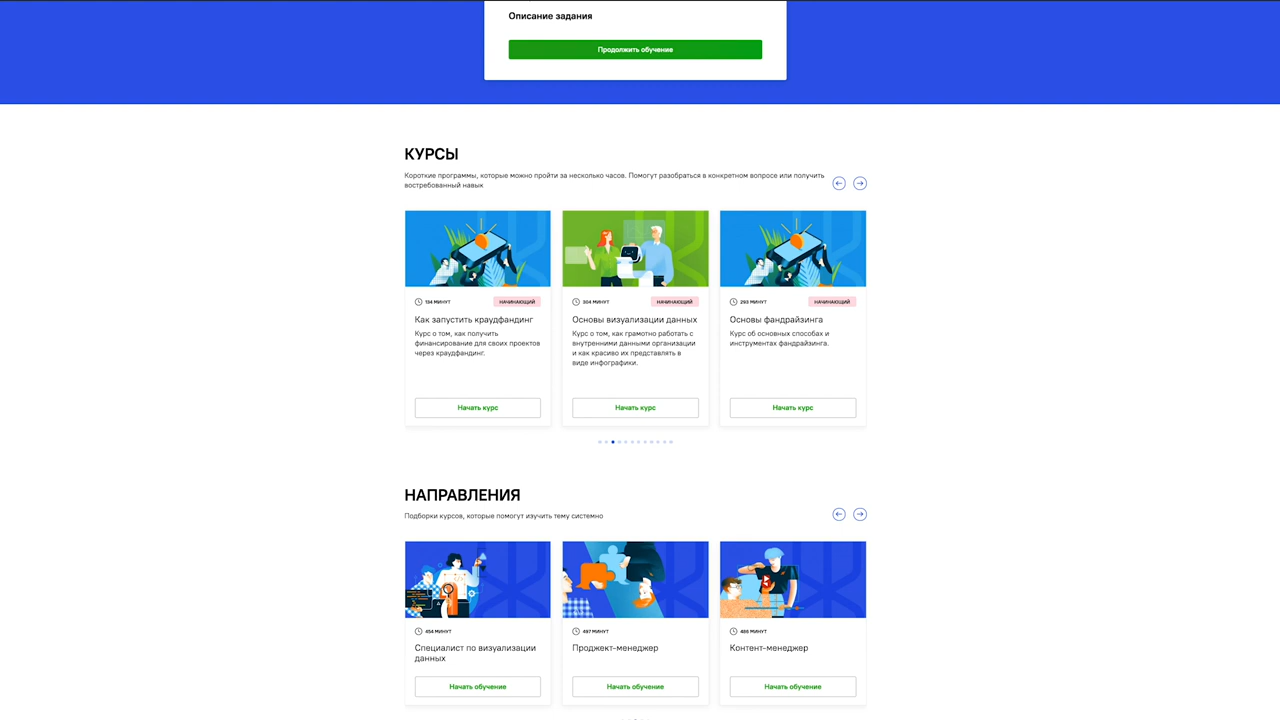 Описание задания
Продолжить обучение
КУРСЫ
Короткие программы, которые можно пройти за несколько часов. Помогут разобраться в конкретном вопросе или получить
востребованный навык
134 МИНУТ
НАЧИНАЮЩИЙ
Как запустить краудфандинг
Курс о том, как получить
финансирование для своих проектов
через краудфандинг.
Начать курс
304 МИНУТ
НАЧИНАЮЩИЙ
Основы визуализации данных
Курс о том, как грамотно работать с
внутренними данными организации
и как красиво их представлять в
виде инфографики.
Начать курс
293 МИНУТ
НАЧИНАЮЩИЙ
Основы фандрайзинга
Курс об основных способах и
инструментах фандрайзинга.
Начать курс
НАПРАВЛЕНИЯ
Подборки курсов, которые помогут изучить тему системно
454 МИНУТ
Специалист по визуализации
данных
Начать обучение
497 МИНУТ
Проджект-менеджер
Начать обучение
486 МИНУТ
Контент-менеджер
Начать обучение